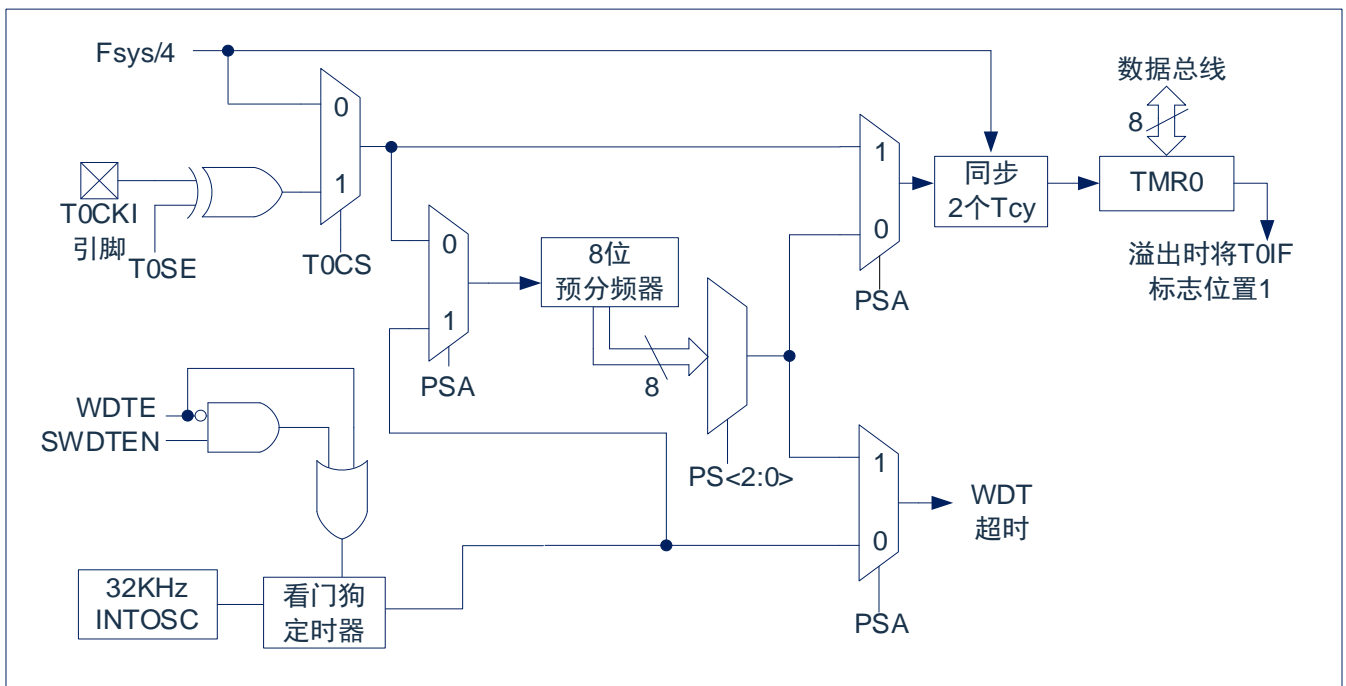 Fsys/4
数据总线
8
0
1
同步
2个Tcy
TMR0
T0CKI
引脚
T0SE
T0CS
1
0
PSA
溢出时将T0IF
标志位置1
0
1
PSA
8位
预分频器
8
PS<2:0>
WDTE
SWDTEN
1
0
PSA
WDT
超时
32KHz
INTOSC
看门狗
定时器